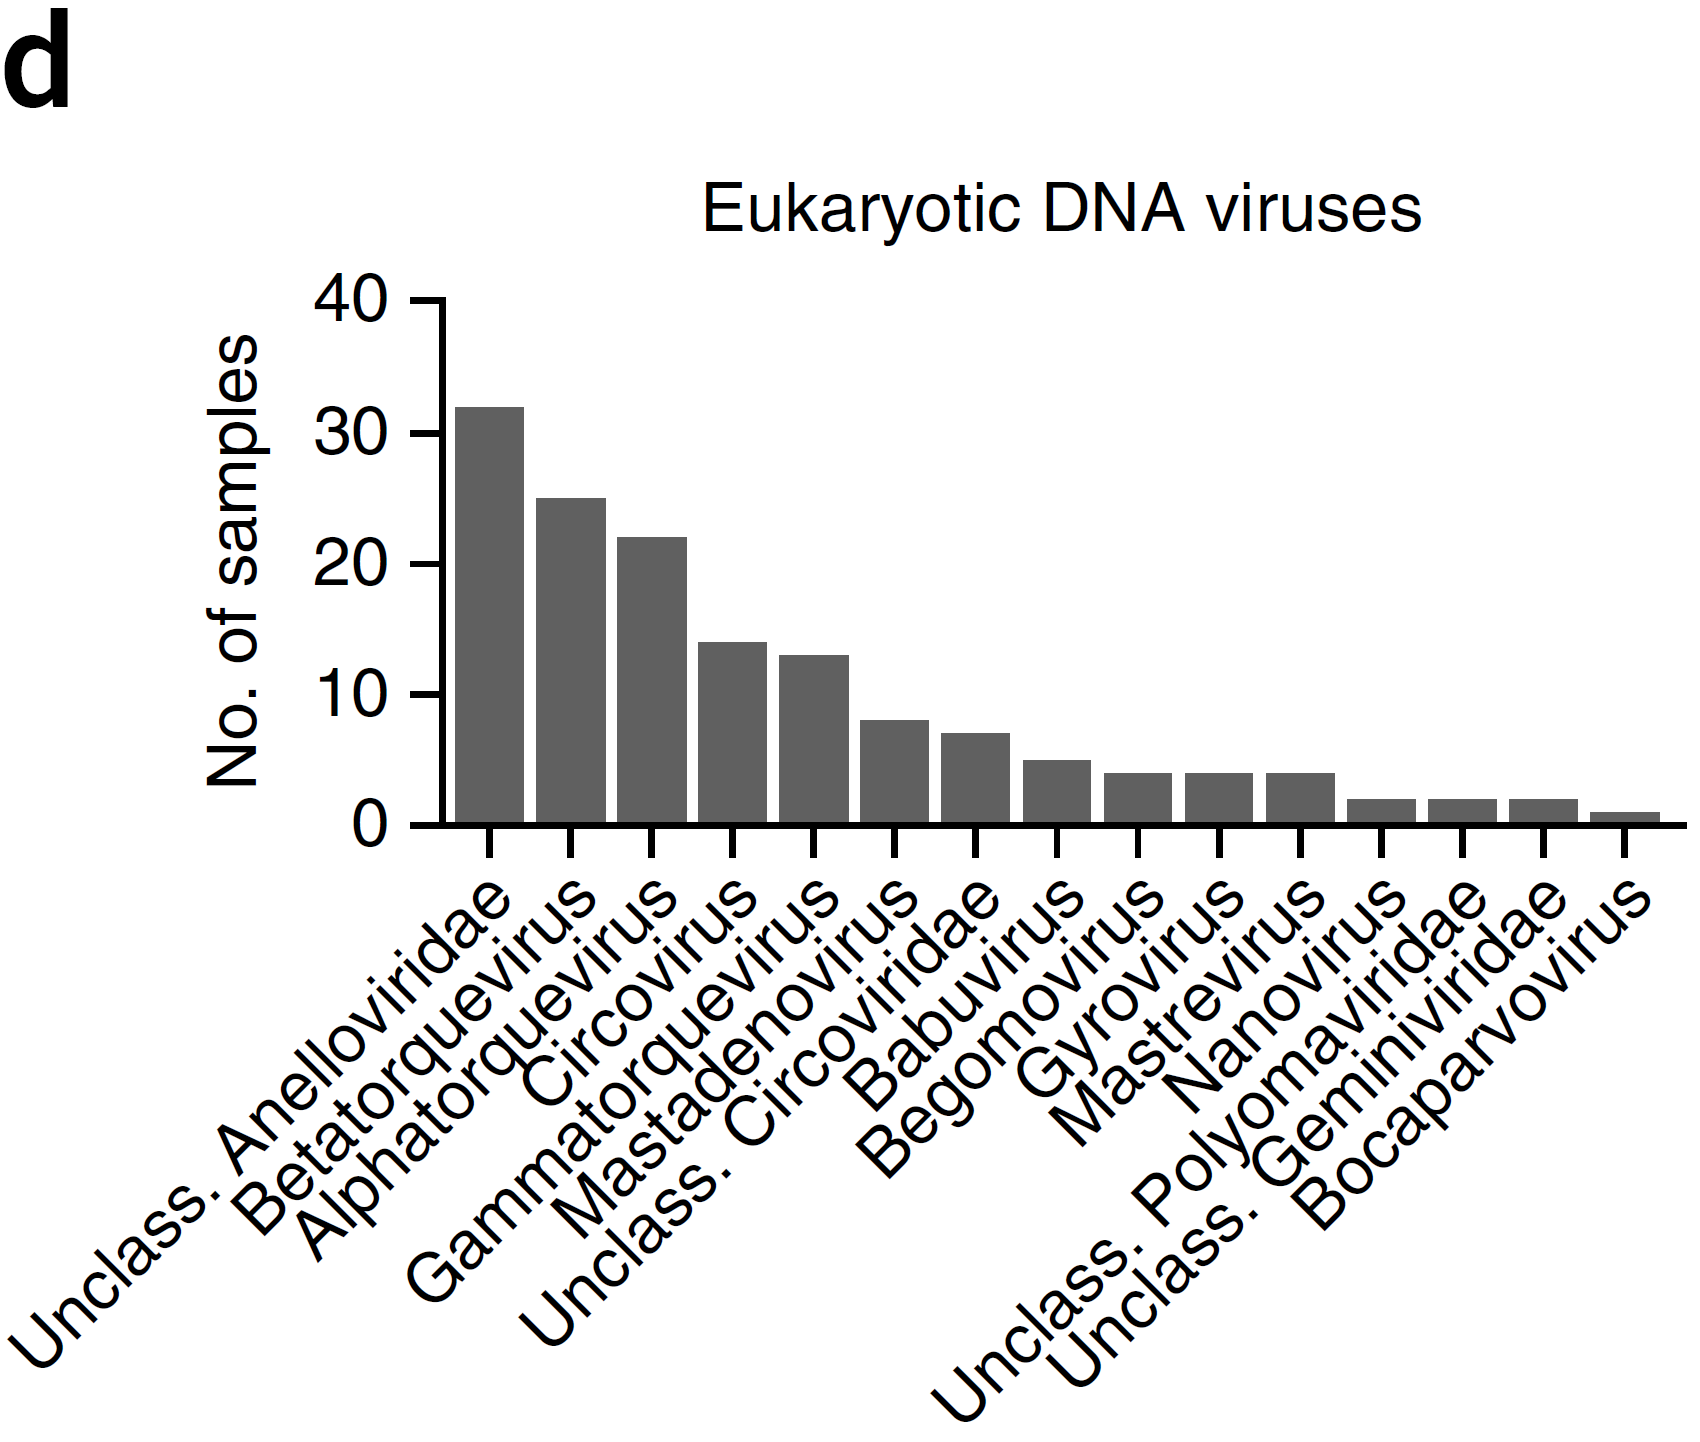 d
Eukaryotic DNA viruses
No. of samples
40
30
20
10
0
Unclass. Anelloviridae
Betatorquevirus
Alphatorquevirus
Circovirus
Gammatorquevirus
Mastadenovirus
Unclass. Circoviridae
Babuvirus
Begomovirus
Gyrovirus
Mastrevirus
Nanovirus
Unclass. Polyomaviridae
Unclass. Geminiviridae
Bocaparvovirus